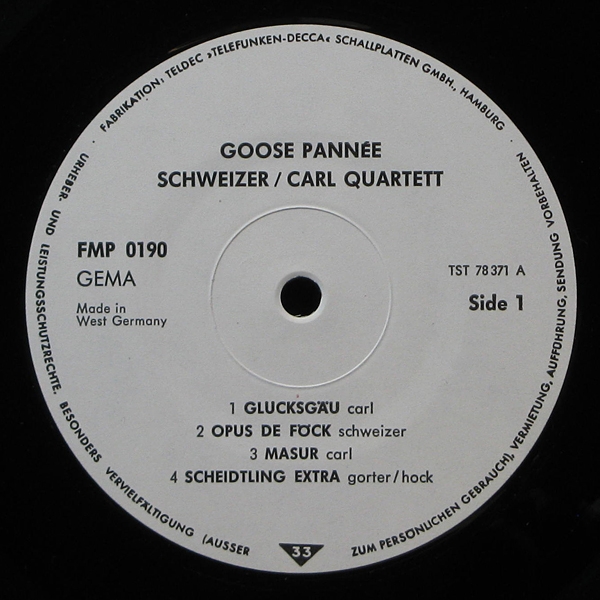 FABRIKATION: TELDEC »TELEFUNKEN-DECCA« SCHALLPLATTEN GMBH., HAMBURG
GOOSE PANNÉE
SCHWEIZER / CARL QUARTETT
FMP 0190
GEMA
Made in
West Germany
TST 78371 A
Side 1
1 GLUCKSGÄU carl
2 OPUS DE FÖCK schweizer
3 MASUR carl
4 SCHEIDTLING EXTRA gorter/hock
33
URHEBER- UND LEISTUNGSSCHUTZRECHTE. BESONDERS VERVIELFÄLTIGUNG (AUSSER ZUM PERSÖNLICHEN GEBRAUCH), VERMIETUNG, AUFFÜHRUNG, SENDUNG VORBEHALTEN